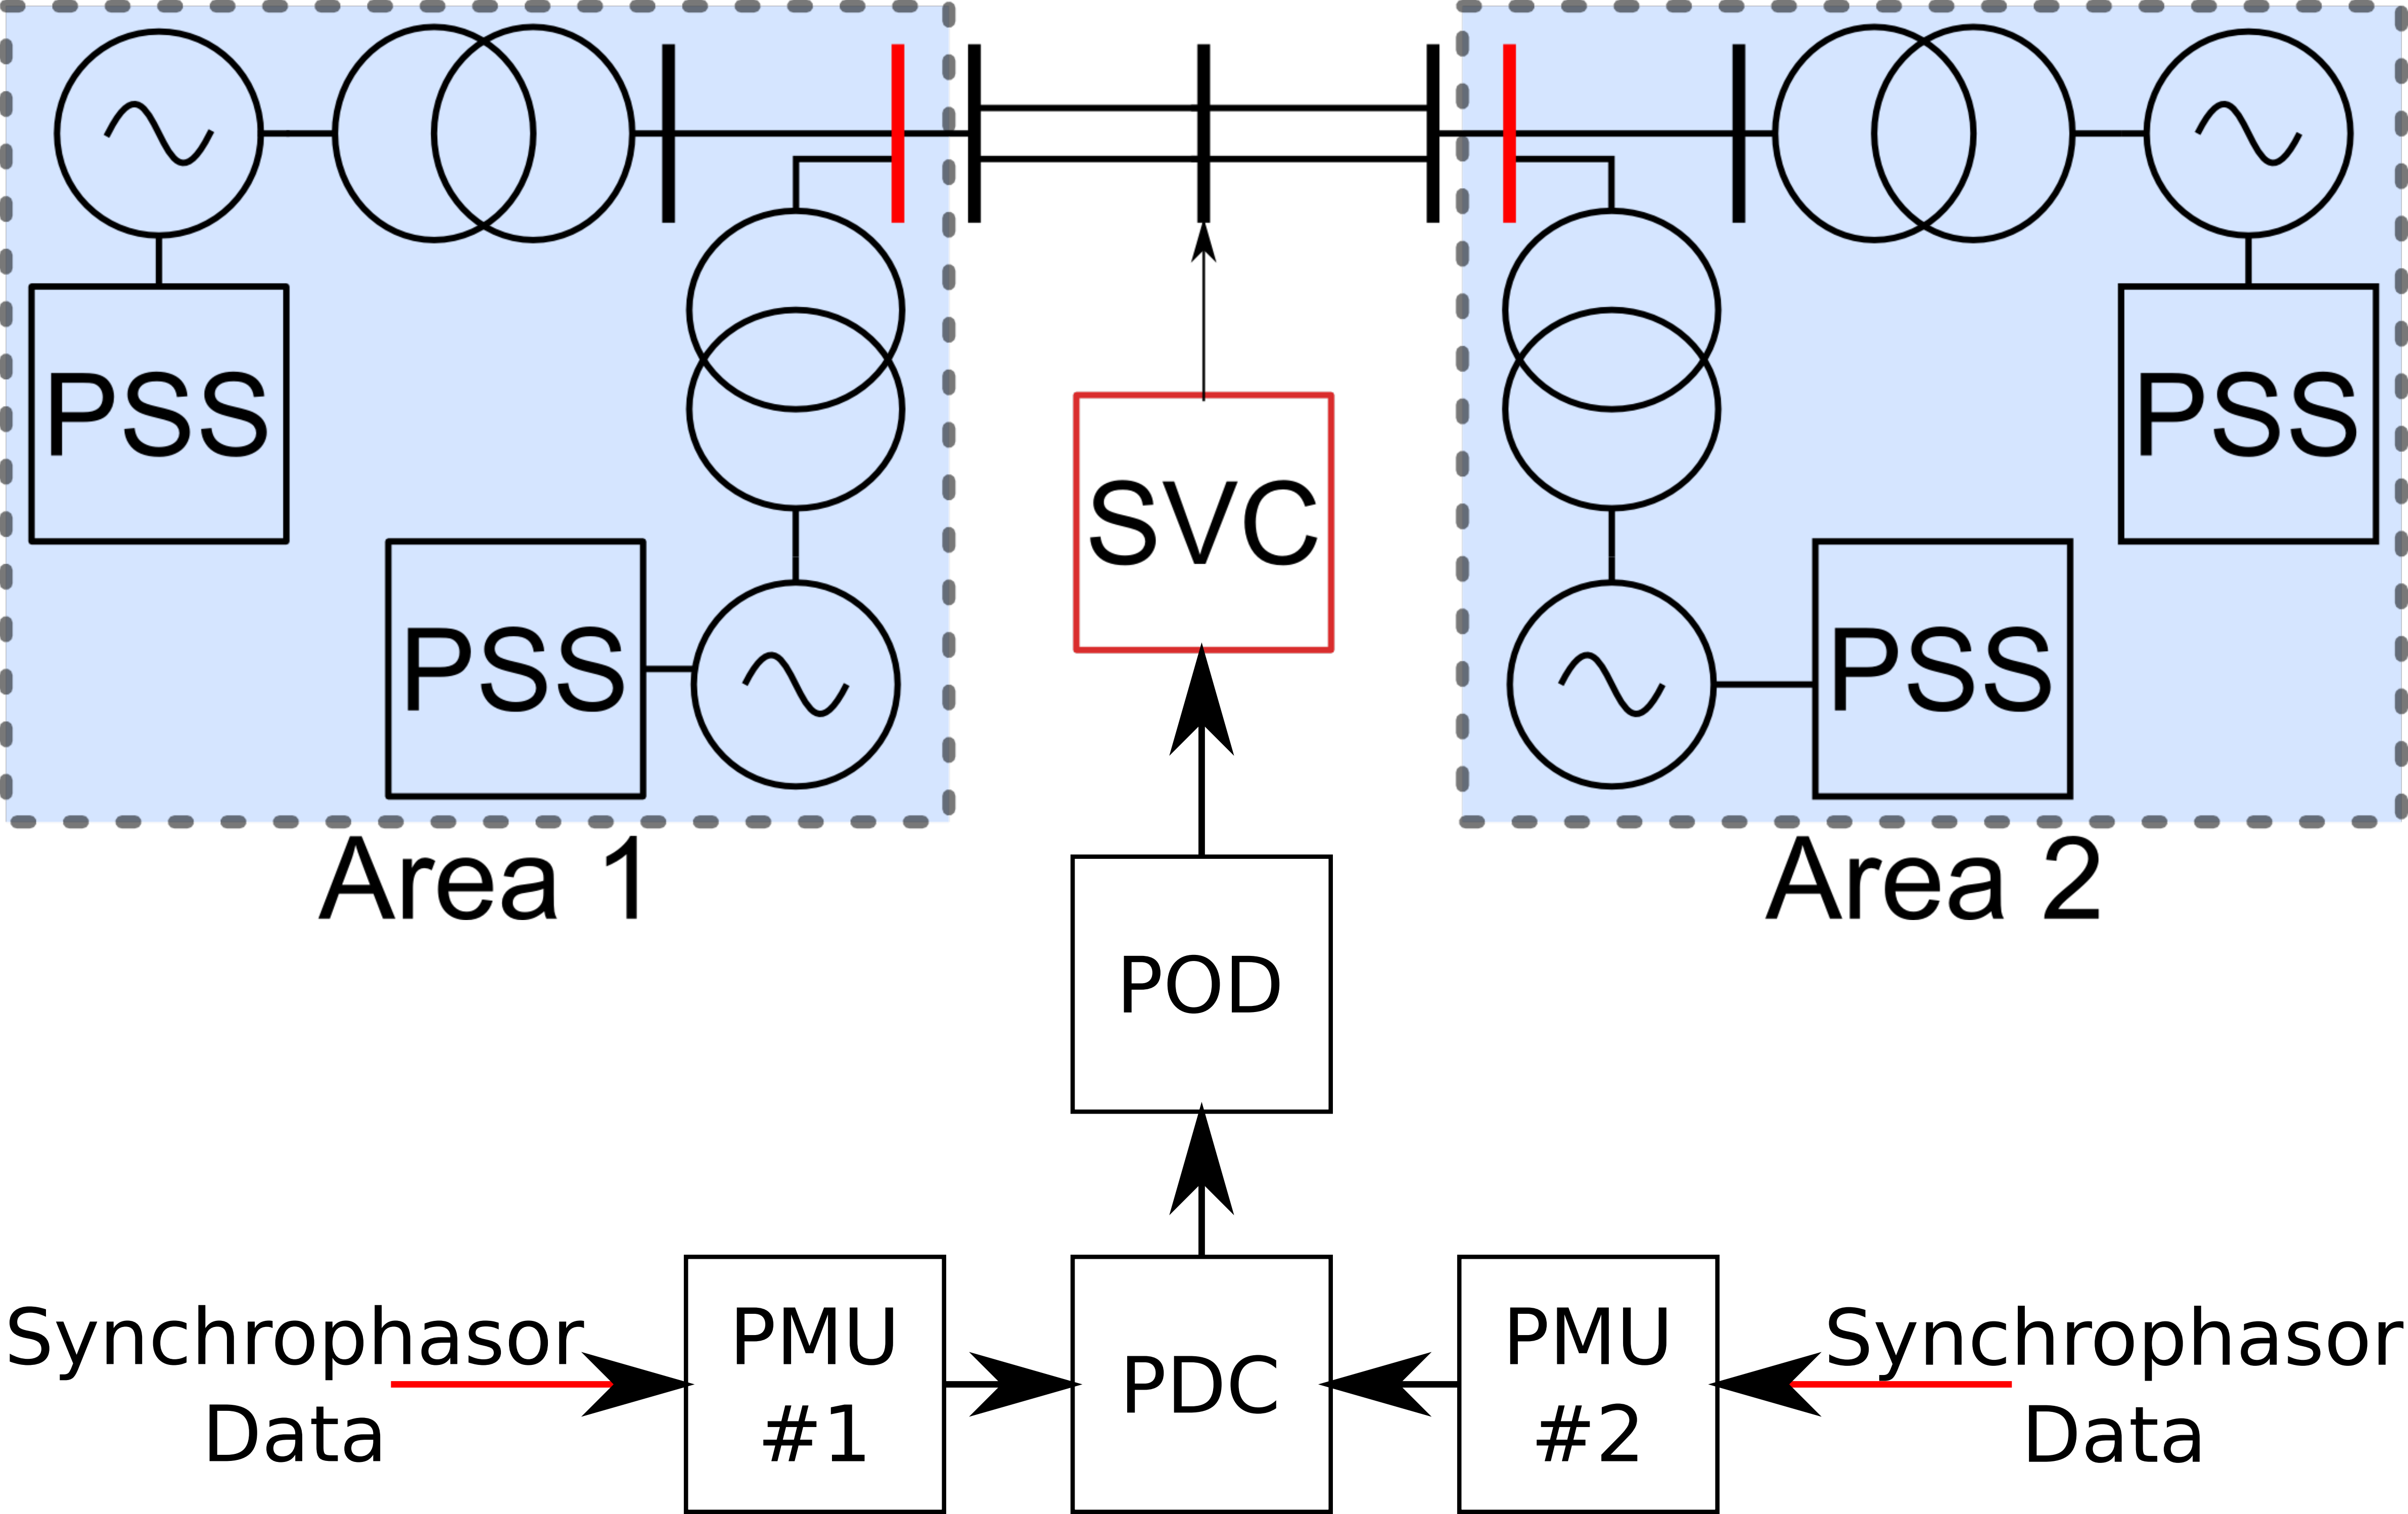 PSS
PSS
SVC
PSS
PSS
Area 1
Area 2
POD
Synchrophasor
Data
PMU
#1
PDC
PMU
#2
Synchrophasor
Data